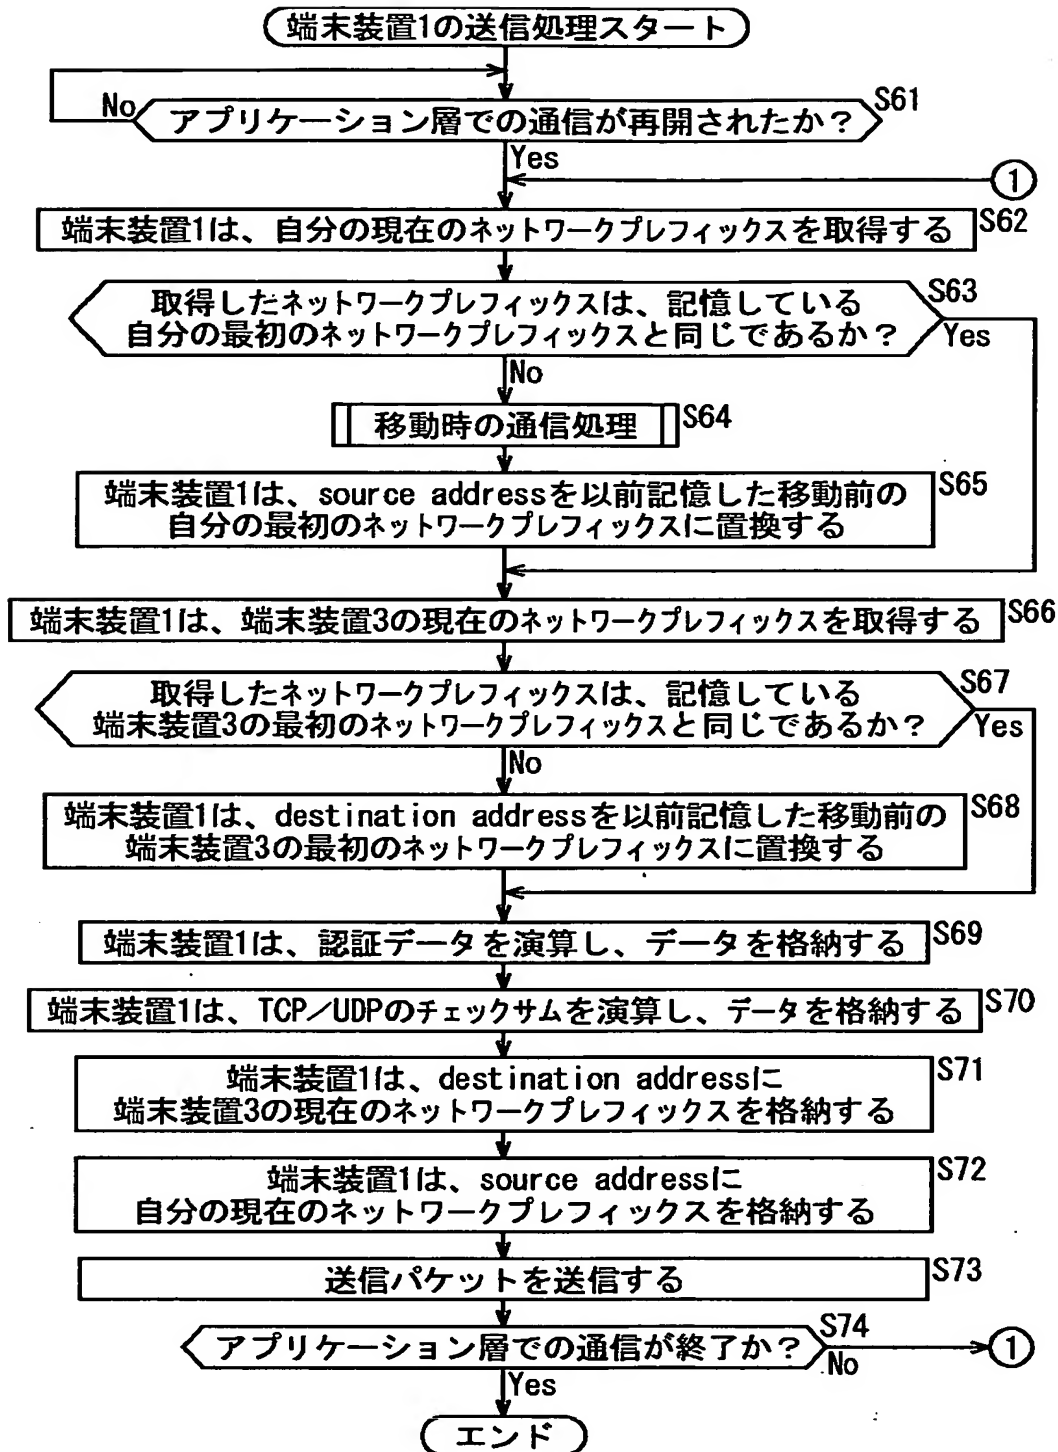 端末装置1の送信処理スタート
No
アプリケーション層での通信が再開されたか？
S61
Yes
1
端末装置1は、自分の現在のネットワークプレフィックスを取得する
S62
取得したネットワークプレフィックスは、記憶している
自分の最初のネットワークプレフィックスと同じであるか？
S63
Yes
No
移動時の通信処理
S64
端末装置1は、source addressを以前記憶した移動前の
自分の最初のネットワークプレフィックスに置換する
S65
端末装置1は、端末装置3の現在のネットワークプレフィックスを取得する
S66
取得したネットワークプレフィックスは、記憶している
端末装置3の最初のネットワークプレフィックスと同じであるか？
S67
Yes
No
端末装置1は、destination addressを以前記憶した移動前の
端末装置3の最初のネットワークプレフィックスに置換する
S68
端末装置1は、認証データを演算し、データを格納する
S69
端末装置1は、TCP／UDPのチェックサムを演算し、データを格納する
S70
端末装置1は、destination addressに
端末装置3の現在のネットワークプレフィックスを格納する
S71
端末装置1は、source addressに
自分の現在のネットワークプレフィックスを格納する
S72
送信パケットを送信する
S73
アプリケーション層での通信が終了か？
S74
No
1
Yes
エンド